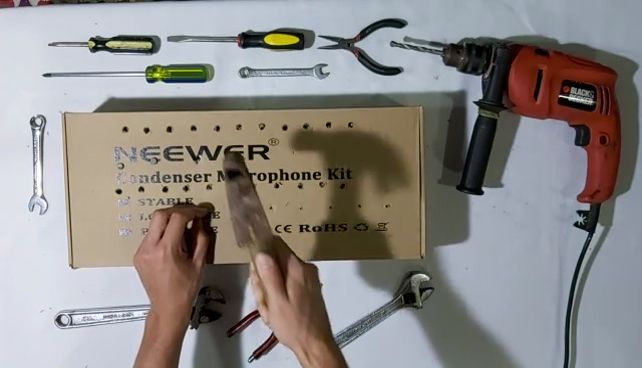 NEEWER®
Condenser Microphone Kit
STABLE
CE RoHS
BLACK&
DECKER